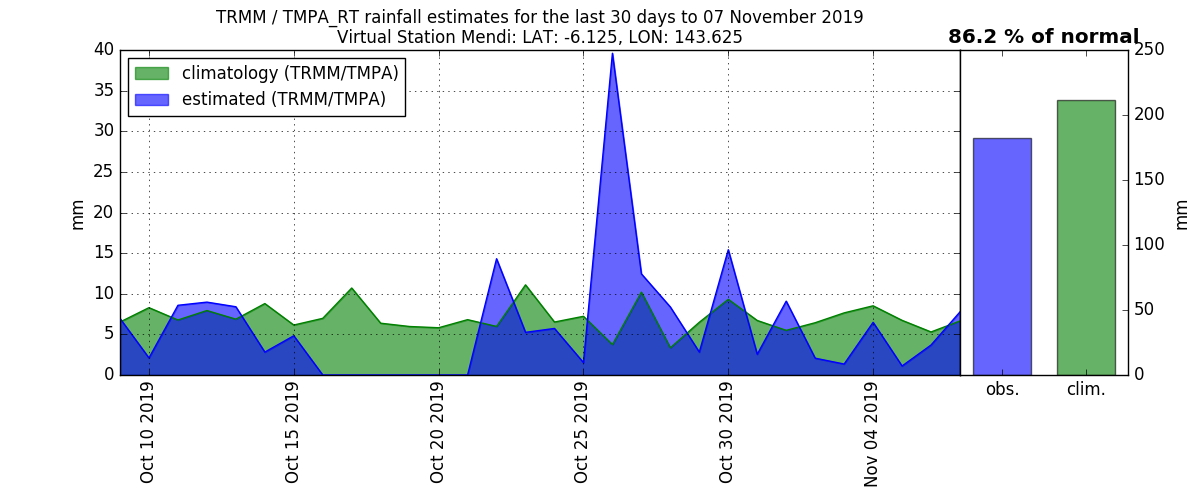 TRMM / TMPA_RT rainfall estimates for the last 30 days to 07 November 2019
Virtual Station Mendi: LAT: -6.125, LON: 143.625
86.2 % of normal
climatology (TRMM/TMPA)
estimated (TRMM/TMPA)
40
35
30
25
20
15
10
5
0
mm
Oct 10 2019
Oct 15 2019
Oct 20 2019
Oct 25 2019
Oct 30 2019
Nov 04 2019
obs.
clim.
250
200
150
100
50
0
mm